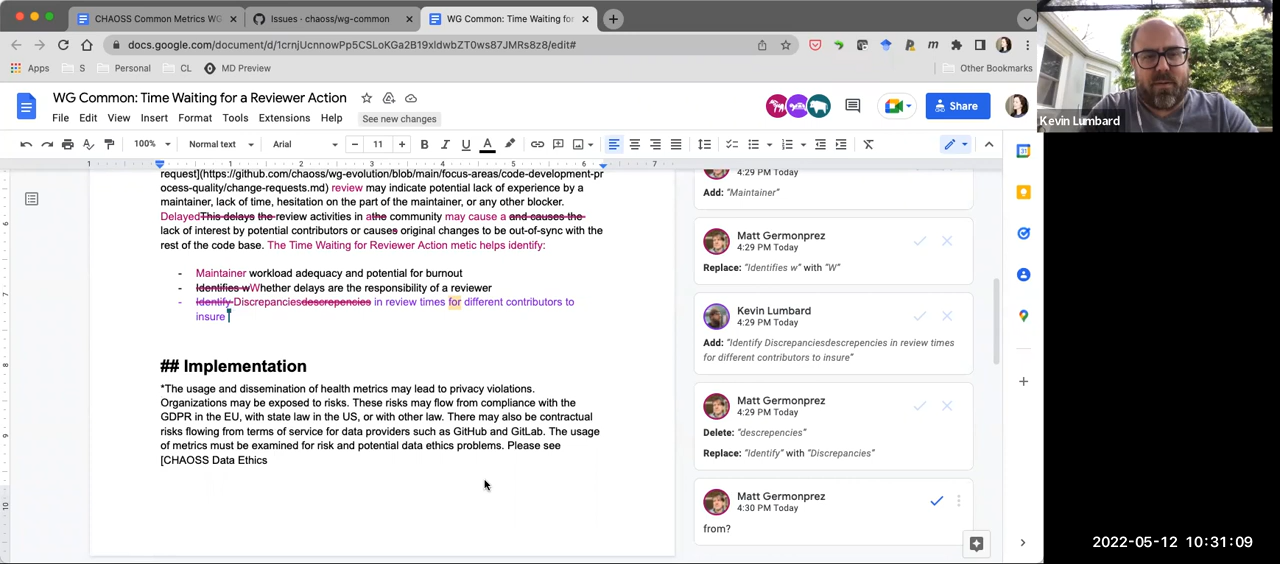 CHAOSS Common Metrics WG
Issues · chaoss/wg-common
WG Common: Time Waiting for
docs.google.com/document/d/1crnjUcnnowPp5CSLoKGa2B19xldwbZT0ws87JMRs8z8/edit#
Apps
S
Personal
CL
MD Preview
Other Bookmarks
WG Common: Time Waiting for a Reviewer Action
File Edit View Insert Format Tools Extensions Help
See new changes
Share
100%
Normal text
Arial
11
1 1 2 3 4 5 6 7
request](https://github.com/chaoss/wg-evolution/blob/main/focus-areas/code-development-pr
ocess-quality/change-requests.md) review may indicate potential lack of experience by a
maintainer, lack of time, hesitation on the part of the maintainer, or any other blocker.
DelayedThis delays the review activities in athe community may cause a and causes the
lack of interest by potential contributors or causes original changes to be out-of-sync with the
rest of the code base. The Time Waiting for Reviewer Action metic helps identify:
- Maintainer workload adequacy and potential for burnout
- Identifies wWhether delays are the responsibility of a reviewer
- Identify Discrepanciesdescrepencies in review times for different contributors to
insure
## Implementation
*The usage and dissemination of health metrics may lead to privacy violations.
Organizations may be exposed to risks. These risks may flow from compliance with the
GDPR in the EU, with state law in the US, or with other law. There may also be contractual
risks flowing from terms of service for data providers such as GitHub and GitLab. The usage
of metrics must be examined for risk and potential data ethics problems. Please see
[CHAOSS Data Ethics
4:29 PM Today
Add: "Maintainer"
Matt Germonprez
4:29 PM Today
Replace: "Identifies w" with "W"
Kevin Lumbard
4:29 PM Today
Add: "Identify Discrepanciesdescrepencies in review times
for different contributors to insure"
Matt Germonprez
4:29 PM Today
Delete: "descrepencies"
Replace: "Identify" with "Discrepancies"
Matt Germonprez
4:30 PM Today
from?
Kevin Lumbard
2022-05-12 10:31:09